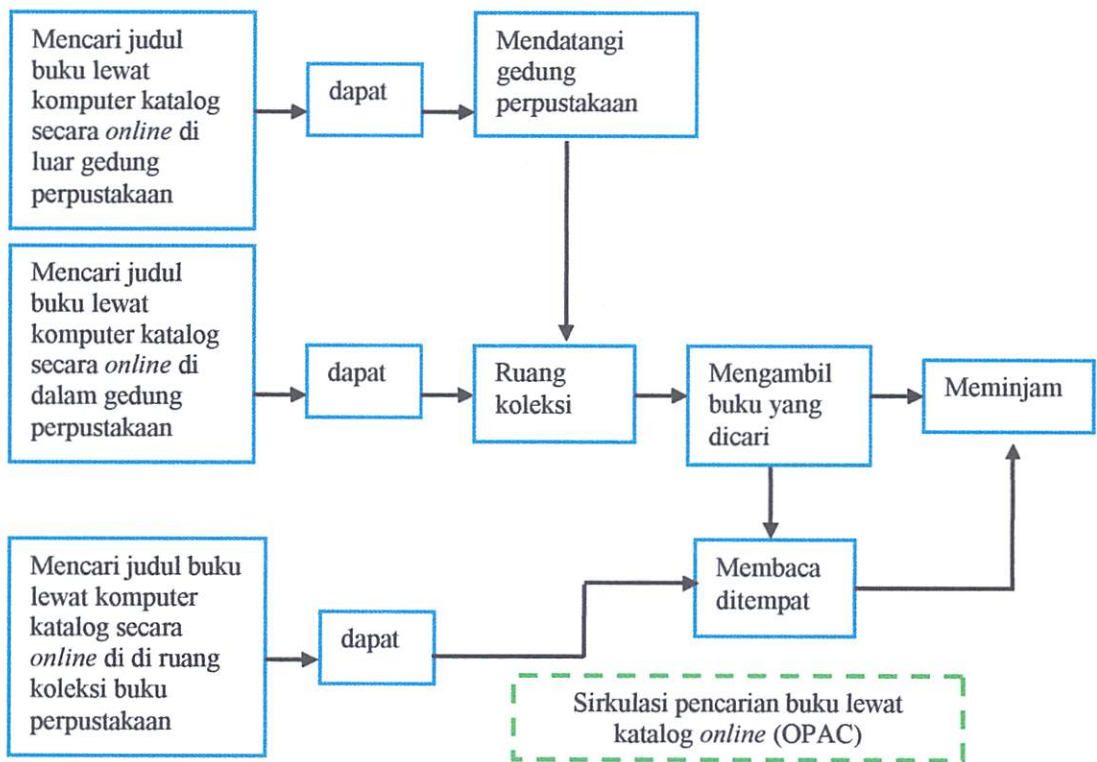 Mencari judul
buku lewat
komputer katalog
secara online di
luar gedung
perpustakaan
dapat
Mendatangi
gedung
perpustakaan
Mencari judul
buku lewat
komputer katalog
secara online di
dalam gedung
perpustakaan
dapat
Ruang
koleksi
Mengambil
buku yang
dicari
Meminjam
Mencari judul buku
lewat komputer
katalog secara
online di di ruang
koleksi buku
perpustakaan
dapat
Membaca
ditempat
Sirkulasi pencarian buku lewat
katalog online (OPAC)